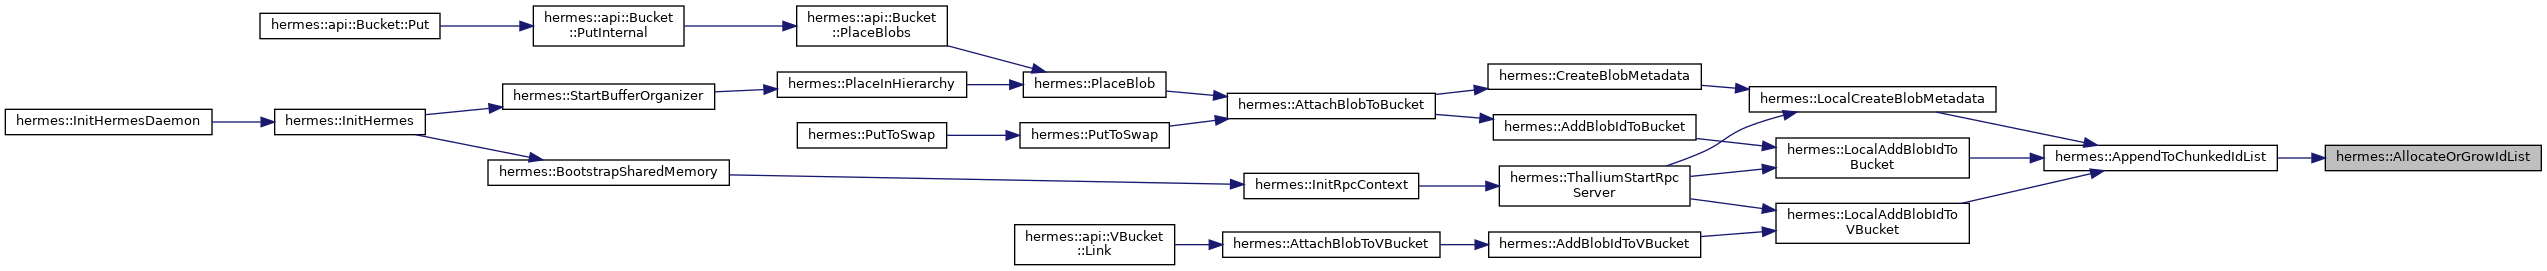 hermes::api::Bucket::Put
hermes::api::Bucket
::PutInternal
hermes::api::Bucket
::PlaceBlobs
hermes::InitHermesDaemon
hermes::InitHermes
hermes::StartBufferOrganizer
hermes::PlaceInHierarchy
hermes::PlaceBlob
hermes::PutToSwap
hermes::PutToSwap
hermes::BootstrapSharedMemory
hermes::AttachBlobToBucket
hermes::CreateBlobMetadata
hermes::AddBlobIdToBucket
hermes::LocalCreateBlobMetadata
hermes::LocalAddBlobIdTo
Bucket
hermes::InitRpcContext
hermes::ThalliumStartRpc
Server
hermes::api::VBucket
::Link
hermes::AttachBlobToVBucket
hermes::AddBlobIdToVBucket
hermes::LocalAddBlobIdTo
VBucket
hermes::AppendToChunkedIdList
hermes::AllocateOrGrowIdList